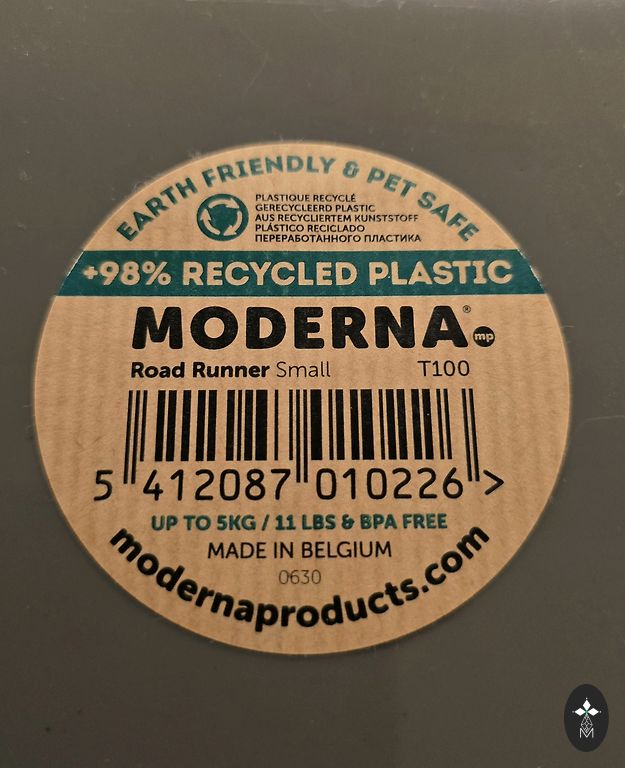 EARTH FRIENDLY & PET SAFE
PLASTIQUE RECYCLÉ
GERECYCLEERD PLASTIC
AUS RECYCLIERTEM KUNSTSTOFF
PLÁSTICO RECICLADO
ПЕРЕРАБОТАННОГО ПЛАСТИКА
+98% RECYCLED PLASTIC
MODERNA® mp
Road Runner Small T100
5 412087 010226 >
UP TO 5KG / 11 LBS & BPA FREE
MADE IN BELGIUM
0630
modernaproducts.com
M